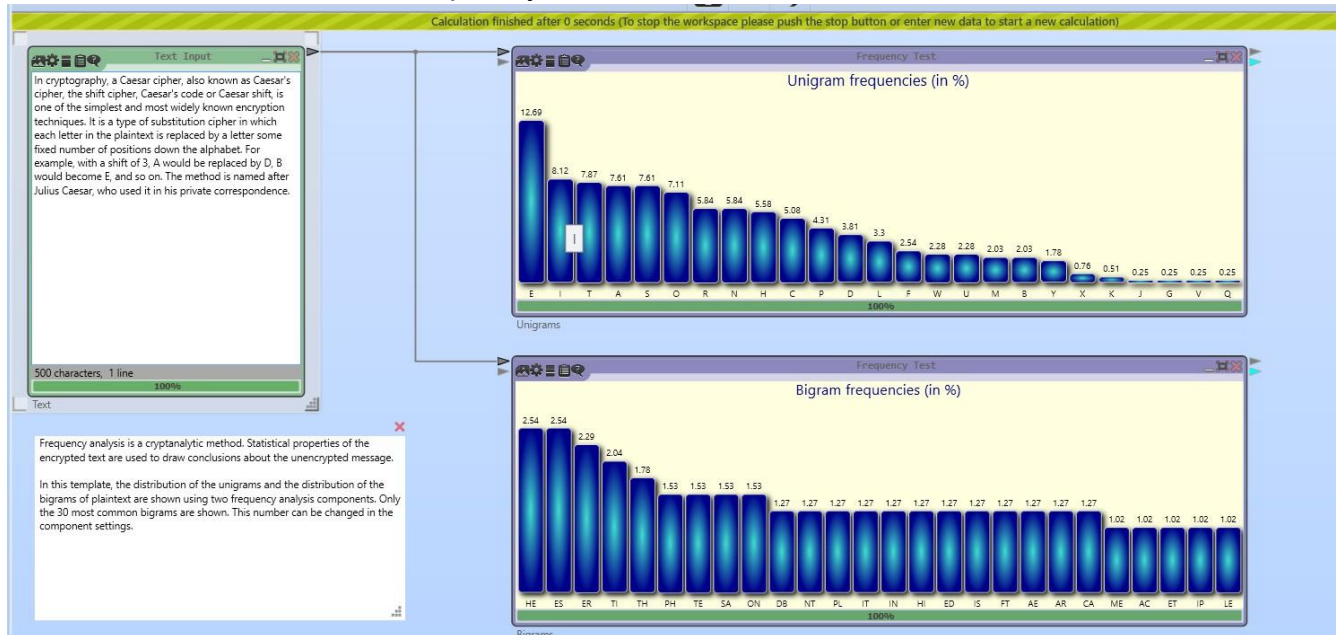 Calculation finished after 0 seconds (To stop the workspace please push the stop button or enter new data to start a new calculation)
Text Input
In cryptography, a Caesar cipher, also known as Caesar's
cipher, the shift cipher, Caesar's code or Caesar shift, is
one of the simplest and most widely known encryption
techniques. It is a type of substitution cipher in which
each letter in the plaintext is replaced by a letter some
fixed number of positions down the alphabet. For
example, with a shift of 3, A would be replaced by D, B
would become E, and so on. The method is named after
Julius Caesar, who used it in his private correspondence.
500 characters, 1 line
100%
Text
Frequency analysis is a cryptanalytic method. Statistical properties of the
encrypted text are used to draw conclusions about the unencrypted message.
In this template, the distribution of the unigrams and the distribution of the
bigrams of plaintext are shown using two frequency analysis components. Only
the 30 most common bigrams are shown. This number can be changed in the
component settings.
Frequency Test
Unigram frequencies (in %)
12.69 8.12 7.87 7.61 7.61 7.11 5.84 5.84 5.58 5.08 4.31 3.81 3.3 2.54 2.28 2.28 2.03 2.03 1.78 0.76 0.51 0.25 0.25 0.25 0.25
I
E I T A S O R N H C P D L F W U M B Y X K J G V Q
100%
Unigrams
Frequency Test
Bigram frequencies (in %)
2.54 2.54 2.29 2.04 1.78 1.53 1.53 1.53 1.53 1.27 1.27 1.27 1.27 1.27 1.27 1.27 1.27 1.27 1.27 1.27 1.27 1.02 1.02 1.02 1.02 1.02
HE ES ER TI TH PH TE SA ON DB NT PL IT IN HI ED IS FT AE AR CA ME AC ET IP LE
100%
Bigrams